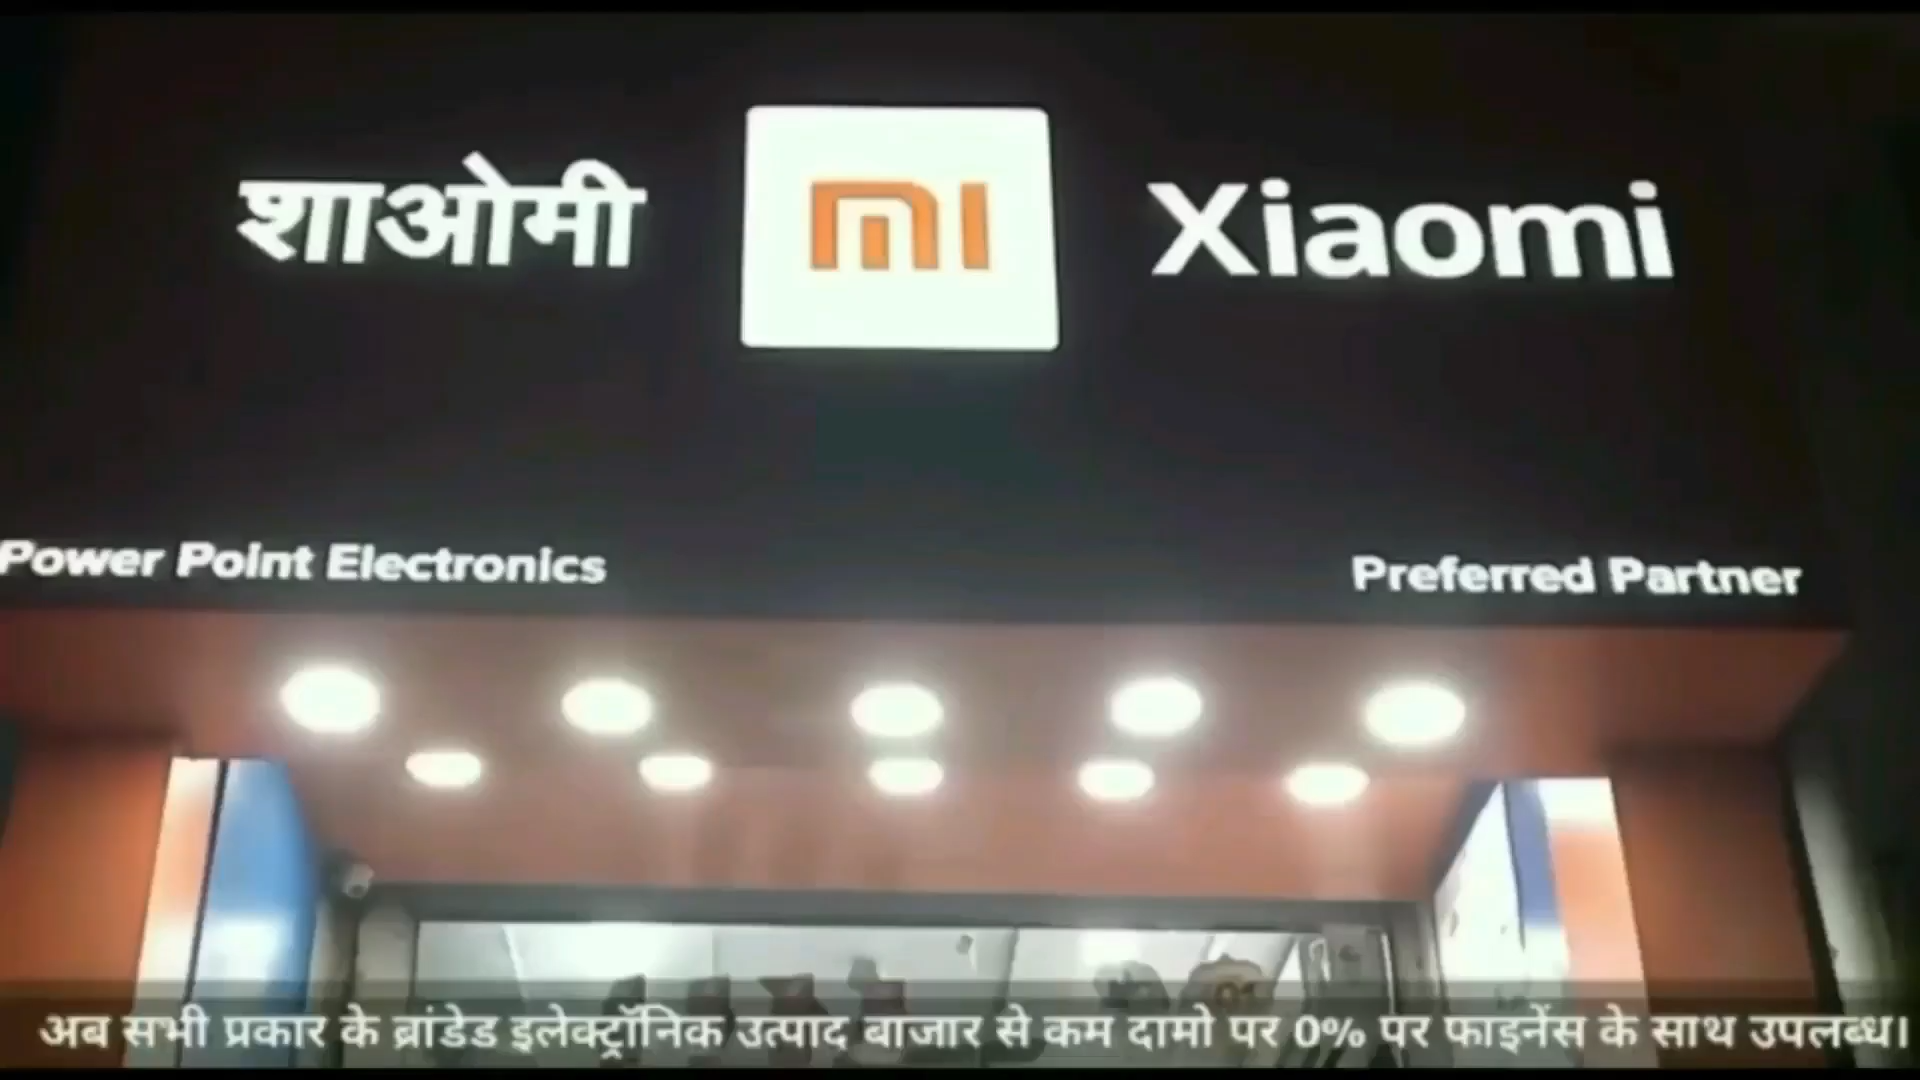 शाओमी mi Xiaomi
Power Point Electronics Preferred Partner
अब सभी प्रकार के ब्रांडेड इलेक्ट्रॉनिक उत्पाद बाजार से कम दामो पर 0% पर फाइनेंस के साथ उपलब्ध।